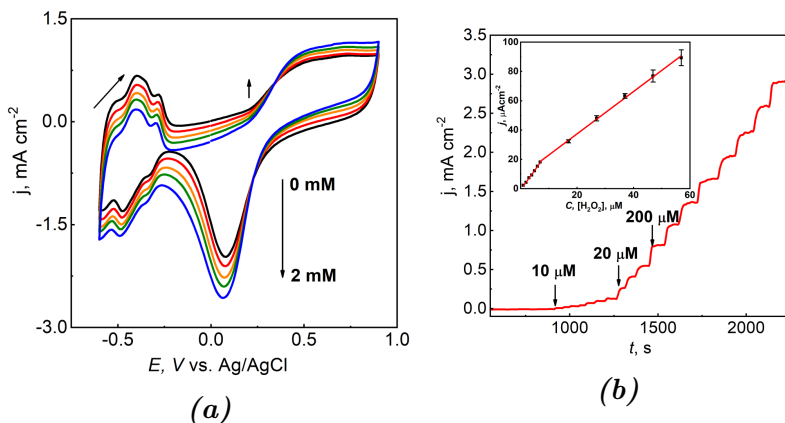 1.5
0.0
-1.5
-3.0
j, mA cm⁻²
0 mM
2 mM
-0.5 0.0 0.5 1.0
E, V vs. Ag/AgCl
(a)
3.5
3.0
2.5
2.0
1.5
1.0
0.5
0.0
j, mA cm⁻²
100
80
60
40
20
0
j, µAcm⁻²
0 20 40 60
C, [H₂O₂], µM
200 µM
20 µM
10 µM
1000 1500 2000
t, s
(b)